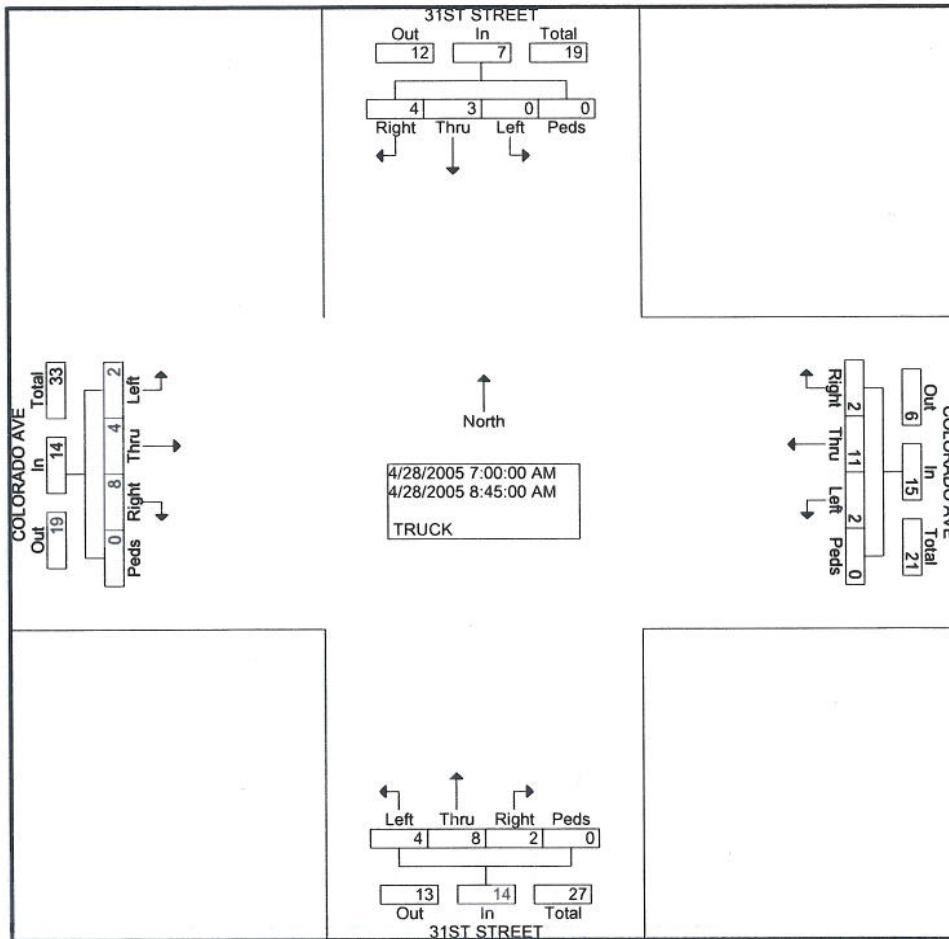 31ST STREET
Out In Total
12 7 19
4 3 0 0
Right Thru Left Peds
COLORADO AVE
Out In Total
19 14 33
0 8 4 2
Peds Right Thru Left
North
4/28/2005 7:00:00 AM
4/28/2005 8:45:00 AM
TRUCK
Right Thru Left Peds
2 11 2 0
Out In Total
6 15 21
COLORADO AVE
Left Thru Right Peds
4 8 2 0
13 14 27
Out In Total
31ST STREET